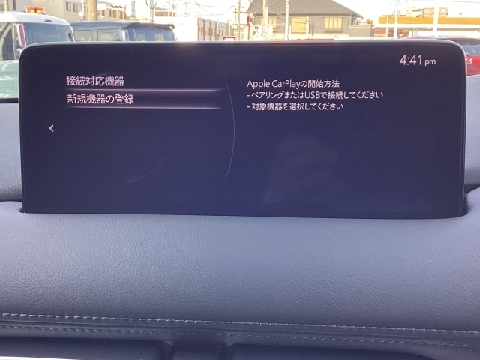 4:41 pm
接続対応機器
新規機器の登録
Apple CarPlayの開始方法
-ペアリングまたはUSBで接続してください
-対象機器を選択してください